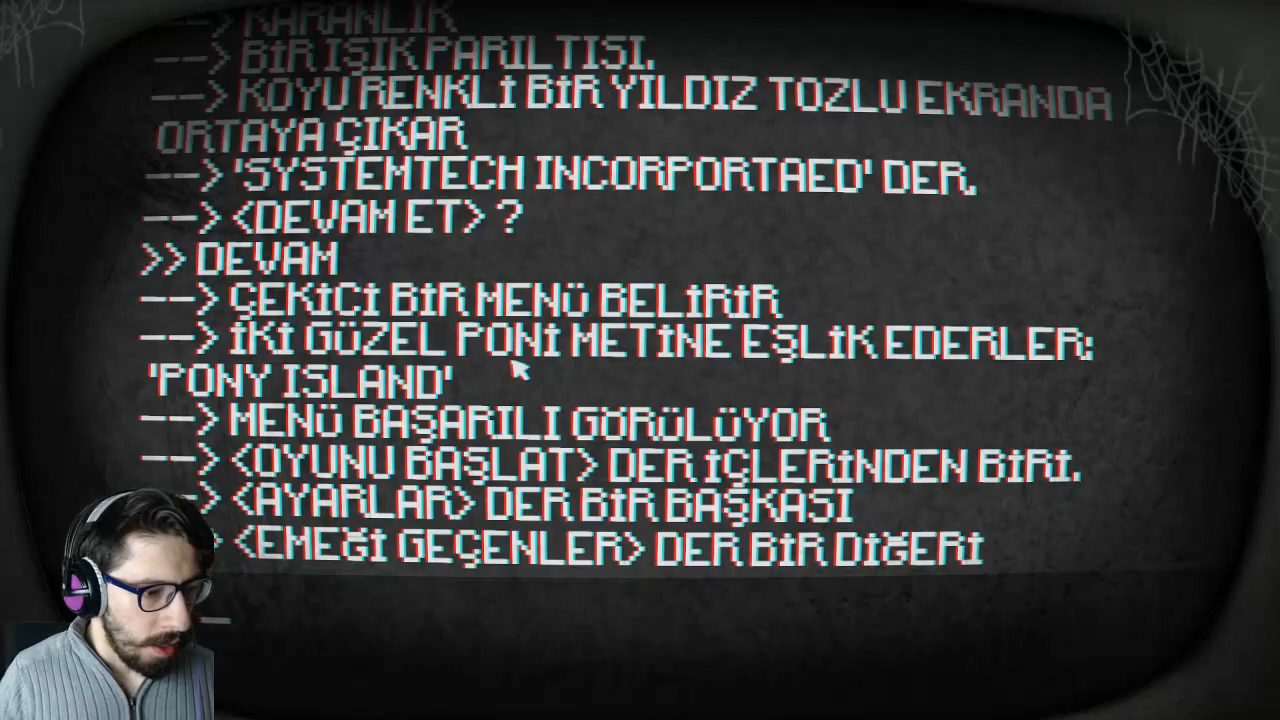 --> KARANLIK
--> BİR IŞIK PARILTISI.
--> KOYU RENKLİ BİR YILDIZ TOZLU EKRANDA
ORTAYA ÇIKAR
--> 'SYSTEMTECH INCORPORTAED' DER.
--> <DEVAM ET> ?
>> DEVAM
--> ÇEKİCİ BİR MENÜ BELİRİR
--> İKİ GÜZEL PONİ METİNE EŞLİK EDERLER:
'PONY ISLAND'
--> MENÜ BAŞARILI GÖRÜLÜYOR
--> <OYUNU BAŞLAT> DER İÇLERİNDEN BİRİ.
--> <AYARLAR> DER BİR BAŞKASI
> <EMEĞİ GEÇENLER> DER BİR DİĞERİ